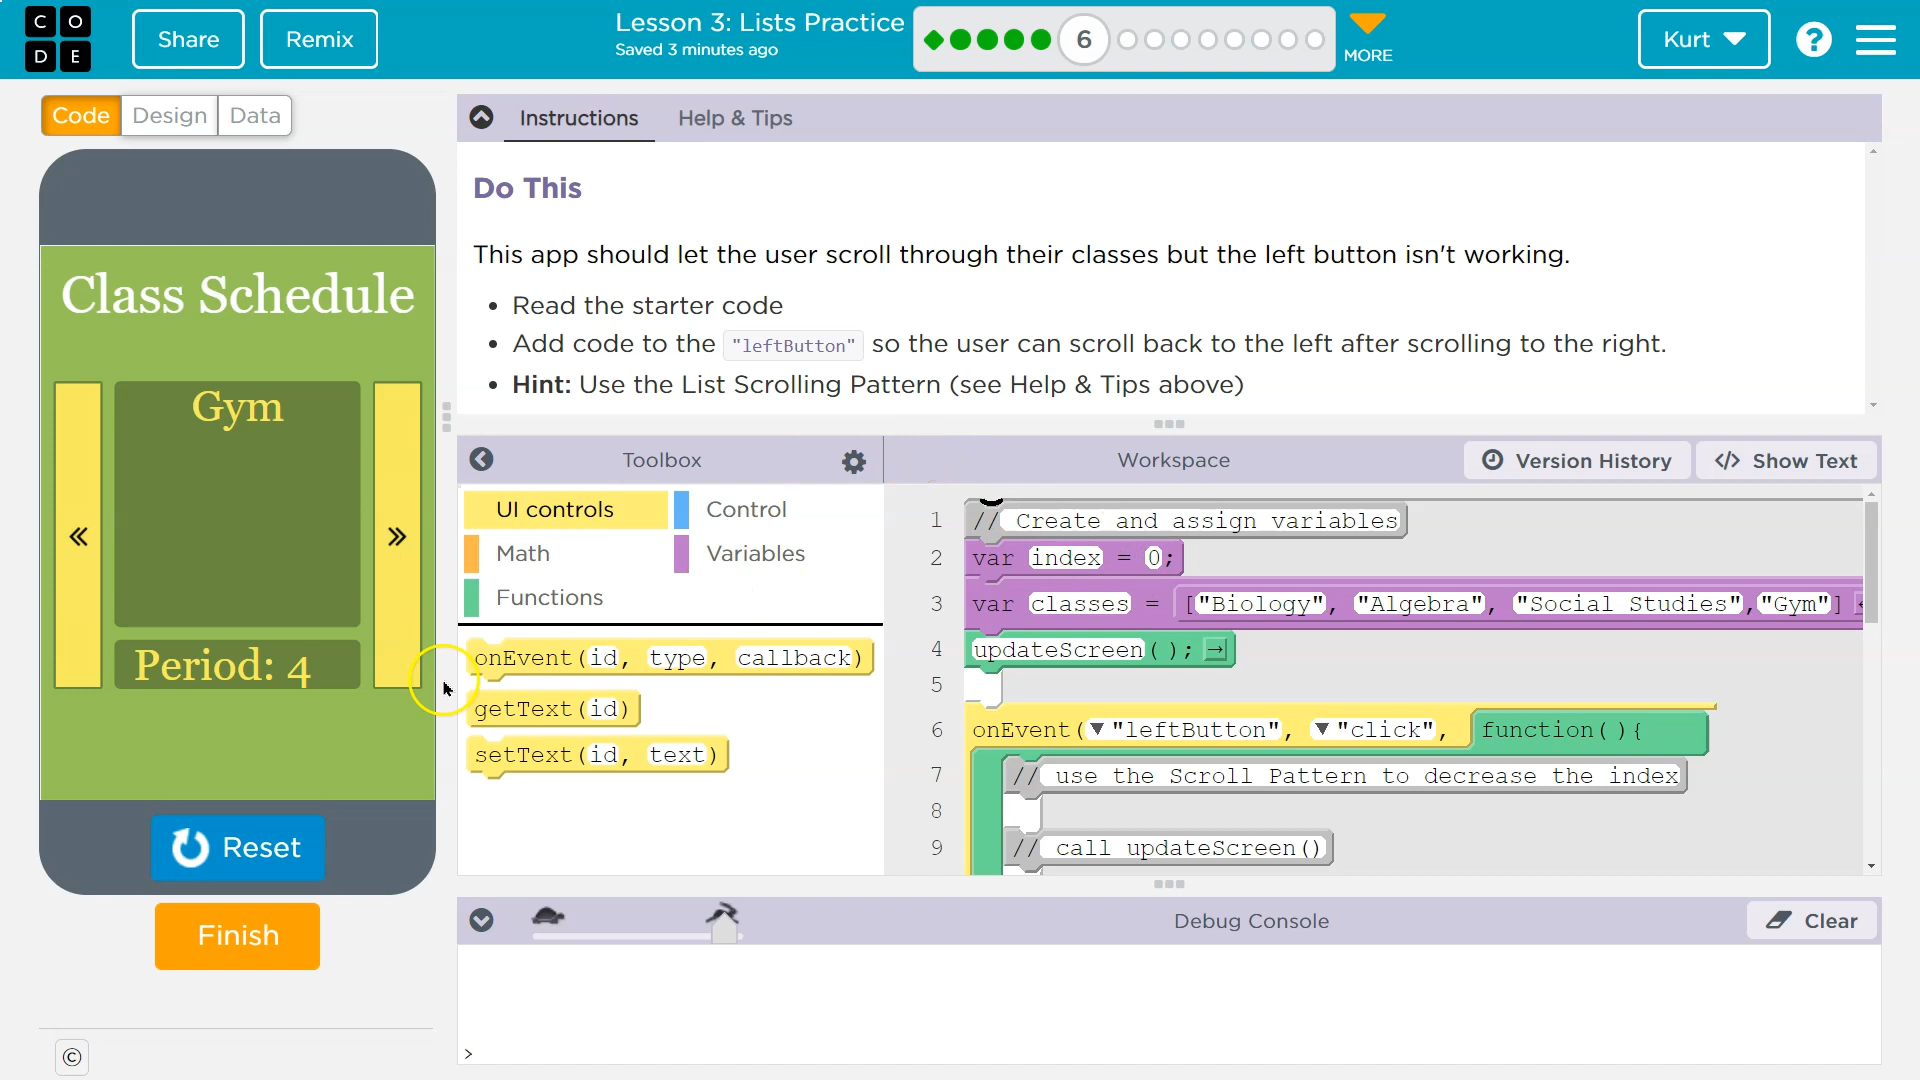 C O
D E
Share
Remix
Lesson 3: Lists Practice
Saved 3 minutes ago
6
MORE
Kurt
?
Code
Design
Data
Instructions
Help & Tips
Do This
This app should let the user scroll through their classes but the left button isn't working.
• Read the starter code
• Add code to the "leftButton" so the user can scroll back to the left after scrolling to the right.
• Hint: Use the List Scrolling Pattern (see Help & Tips above)
Class Schedule
Gym
«
»
Period: 4
Reset
Finish
©
Toolbox
Workspace
Version History
</> Show Text
UI controls
Control
Math
Variables
Functions
onEvent(id, type, callback)
getText(id)
setText(id, text)
1 // Create and assign variables
2 var index = 0;
3 var classes = ["Biology", "Algebra", "Social Studies","Gym"]
4 updateScreen(); →
5
6 onEvent(▼"leftButton", ▼"click", function(){
7 // use the Scroll Pattern to decrease the index
8
9 // call updateScreen()
Debug Console
Clear
>